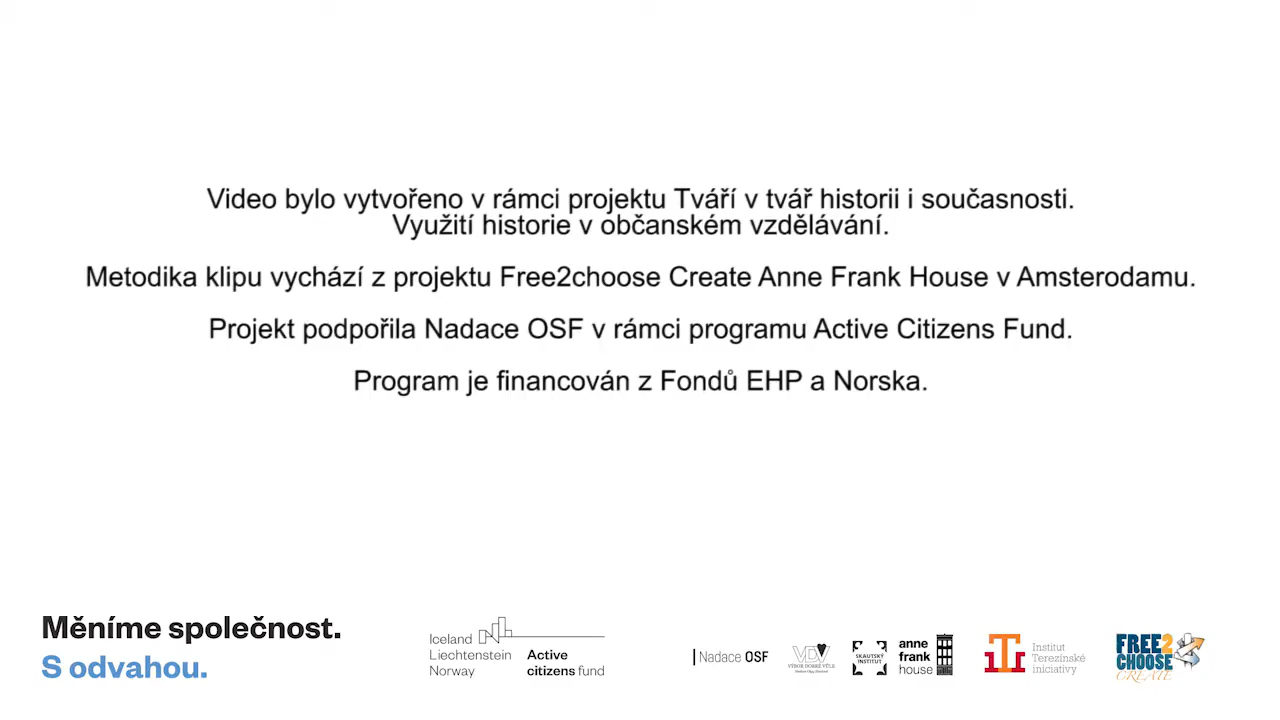 Video bylo vytvořeno v rámci projektu Tváří v tvář historii i současnosti.
Využití historie v občanském vzdělávání.
Metodika klipu vychází z projektu Free2choose Create Anne Frank House v Amsterodamu.
Projekt podpořila Nadace OSF v rámci programu Active Citizens Fund.
Program je financován z Fondů EHP a Norska.
Měníme společnost.
S odvahou.
Iceland
Liechtenstein
Norway
Active
citizens fund
Nadace OSF
VDV
VÝBOR DOBRÉ VŮLE
SKAUTSKÝ
INSTITUT
anne
frank
house
Institut
Terezínské
iniciativy
FREE2
CHOOSE
CREATE